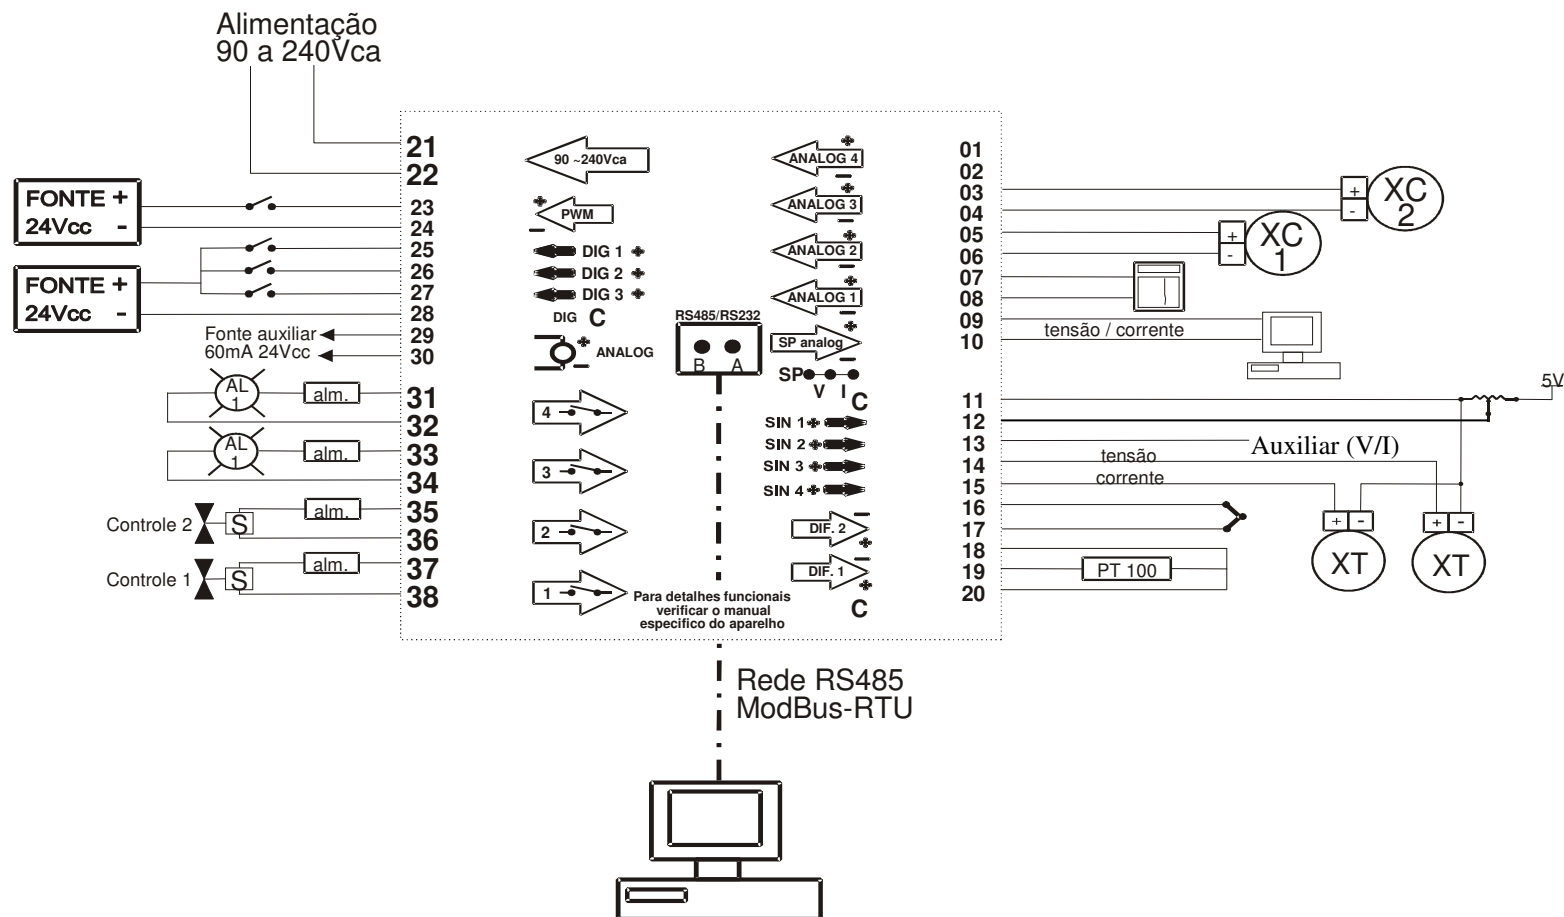 Alimentação
90 a 240Vca
FONTE +
24Vcc -
FONTE +
24Vcc -
Fonte auxiliar
60mA 24Vcc
AL
1
alm.
AL
1
alm.
Controle 2
S
alm.
Controle 1
S
alm.
21
22
23
24
25
26
27
28
29
30
31
32
33
34
35
36
37
38
90 ~240Vca
+
PWM
-
DIG 1 +
DIG 2 +
DIG 3 +
DIG C
+
ANALOG
-
4
3
2
1
RS485/RS232
B A
Para detalhes funcionais
verificar o manual
especifico do aparelho
+
ANALOG 4
-
+
ANALOG 3
-
+
ANALOG 2
-
+
ANALOG 1
-
+
SP analog
-
SP
V I
C
SIN 1 +
SIN 2 +
SIN 3 +
SIN 4 +
-
DIF. 2
+
-
DIF. 1
+
C
01
02
03
04
05
06
07
08
09
10
11
12
13
14
15
16
17
18
19
20
+
-
XC
2
+
-
XC
1
tensão / corrente
5V
Auxiliar (V/I)
tensão
corrente
+ -
XT
+ -
XT
PT 100
Rede RS485
ModBus-RTU